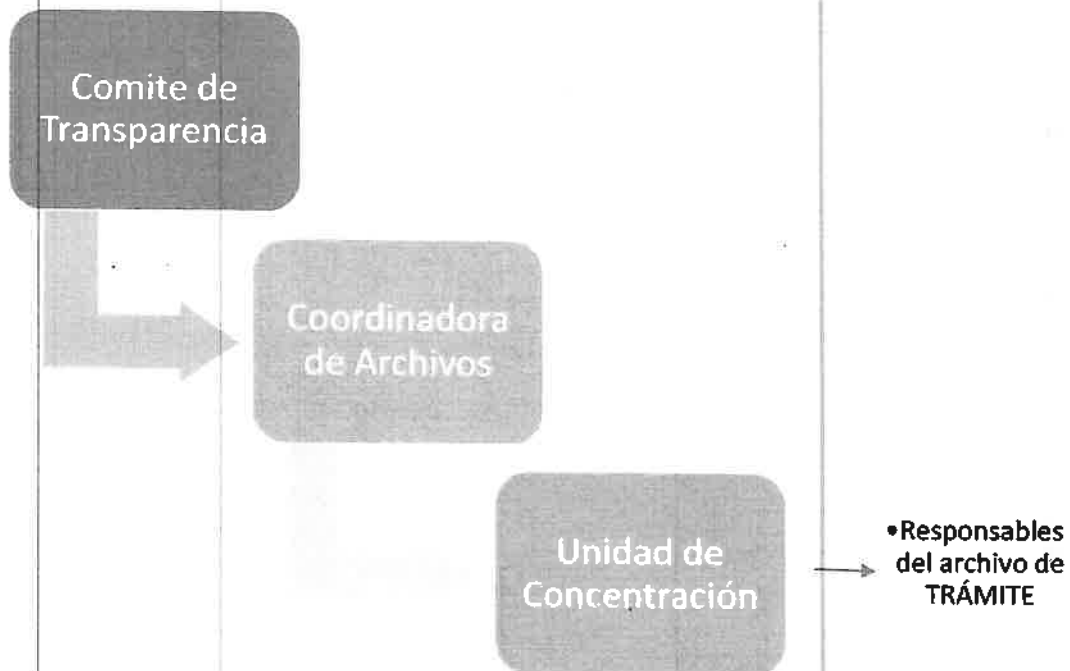 Comite de
Transparencia
Coordinadora
de Archivos
Unidad de
Concentración
•Responsables
del archivo de
TRÁMITE